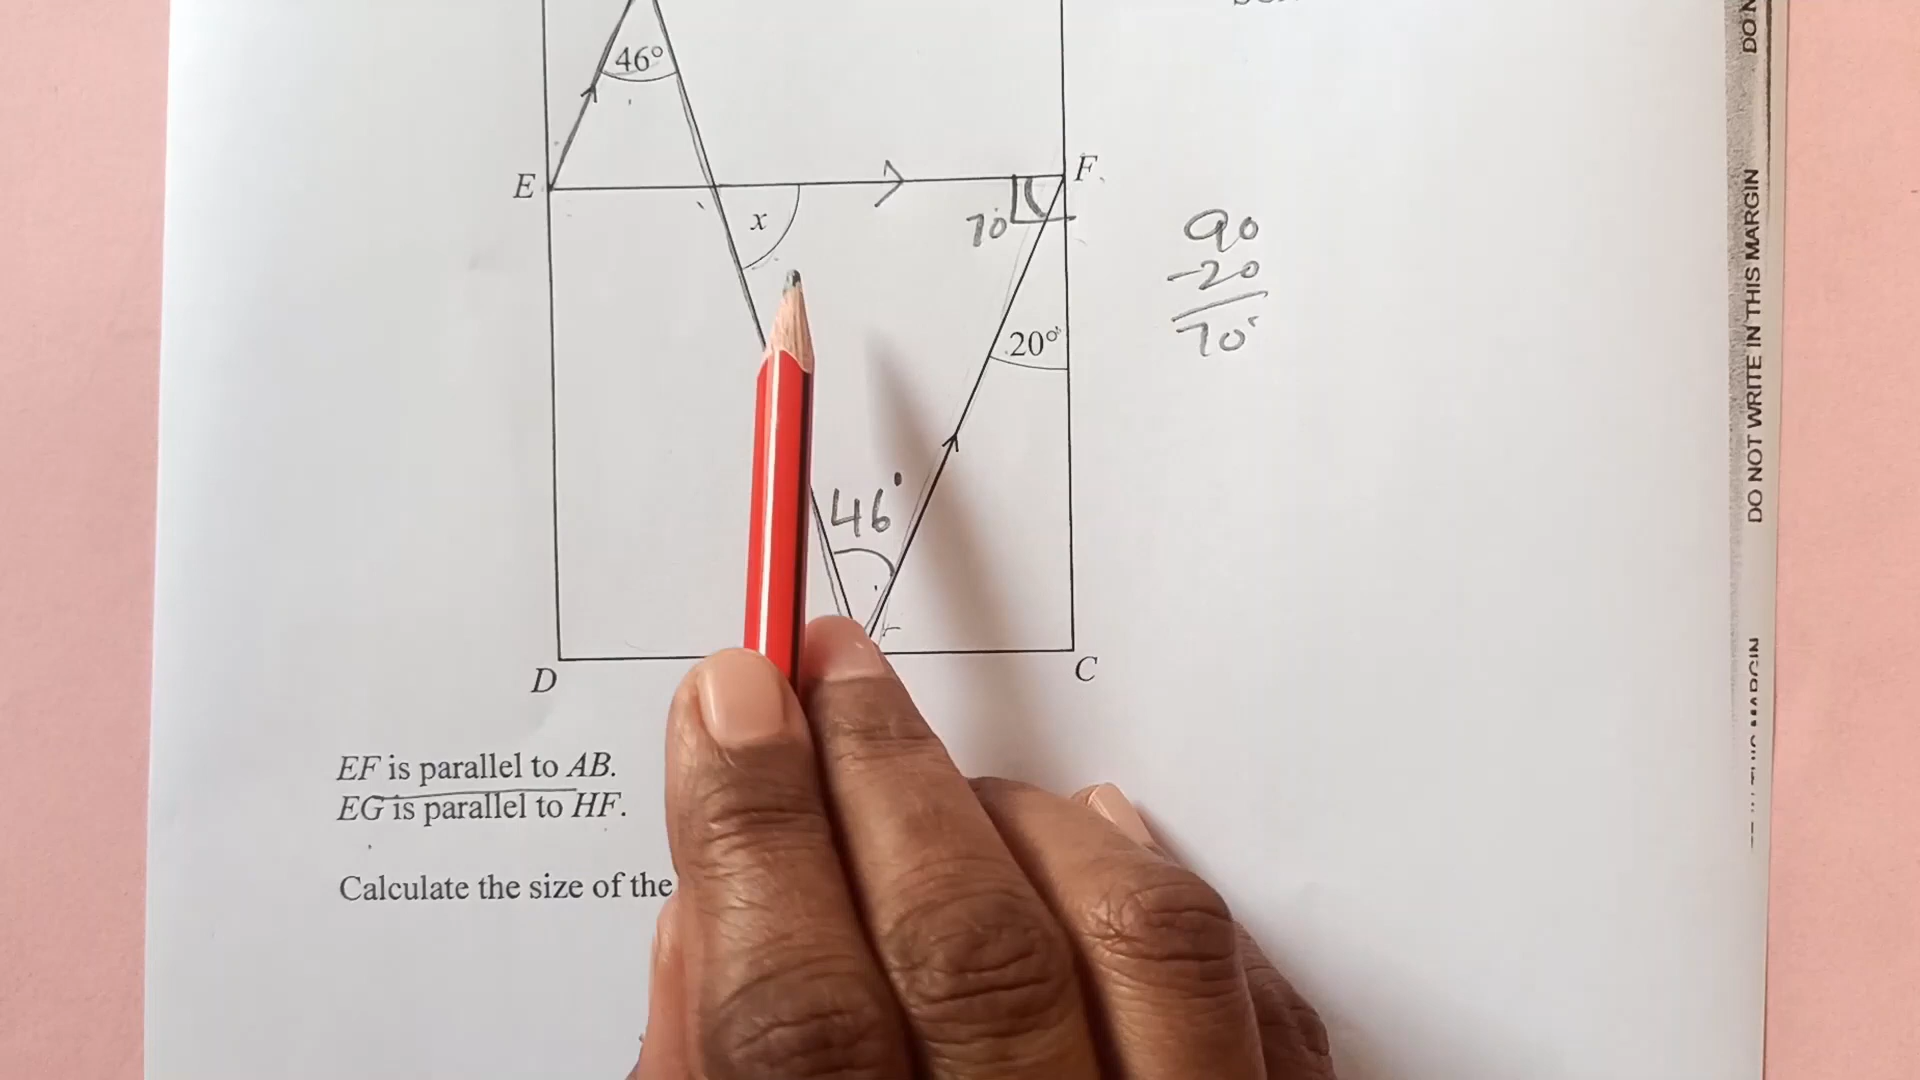 46°
E
F
x
70
90
-20
70°
20°
46°
D
C
EF is parallel to AB.
EG is parallel to HF.
Calculate the size of the
DO NOT WRITE IN THIS MARGIN